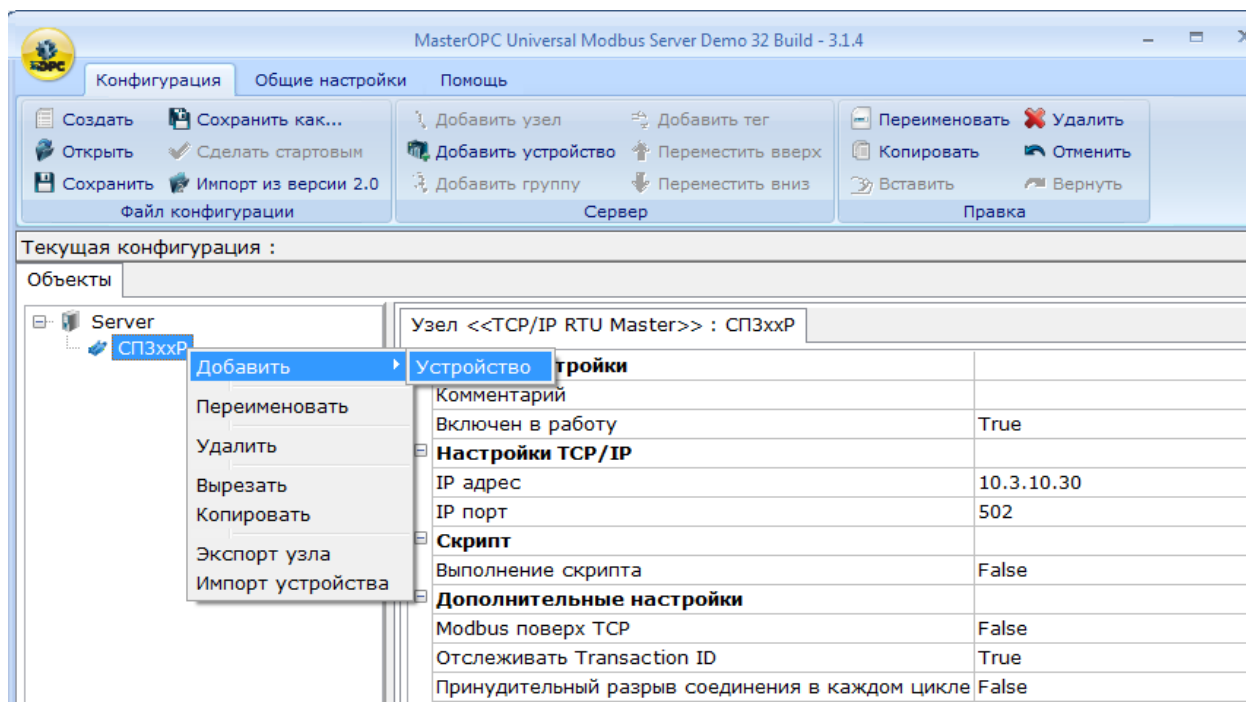 MasterOPC Universal Modbus Server Demo 32 Build - 3.1.4
OPC
Конфигурация Общие настройки Помощь
Создать Сохранить как... Добавить узел Добавить тег Переименовать Удалить
Открыть Сделать стартовым Добавить устройство Переместить вверх Копировать Отменить
Сохранить Импорт из версии 2.0 Добавить группу Переместить вниз Вставить Вернуть
Файл конфигурации Сервер Правка
Текущая конфигурация :
Объекты
Server Узел <<TCP/IP RTU Master>> : СП3xxР
СП3xxР
Добавить Устройство тройки
Комментарий
Переименовать
Включен в работу True
Удалить
Настройки TCP/IP
Вырезать IP адрес 10.3.10.30
Копировать IP порт 502
Скрипт
Экспорт узла
Выполнение скрипта False
Импорт устройства
Дополнительные настройки
Modbus поверх TCP False
Отслеживать Transaction ID True
Принудительный разрыв соединения в каждом цикле False